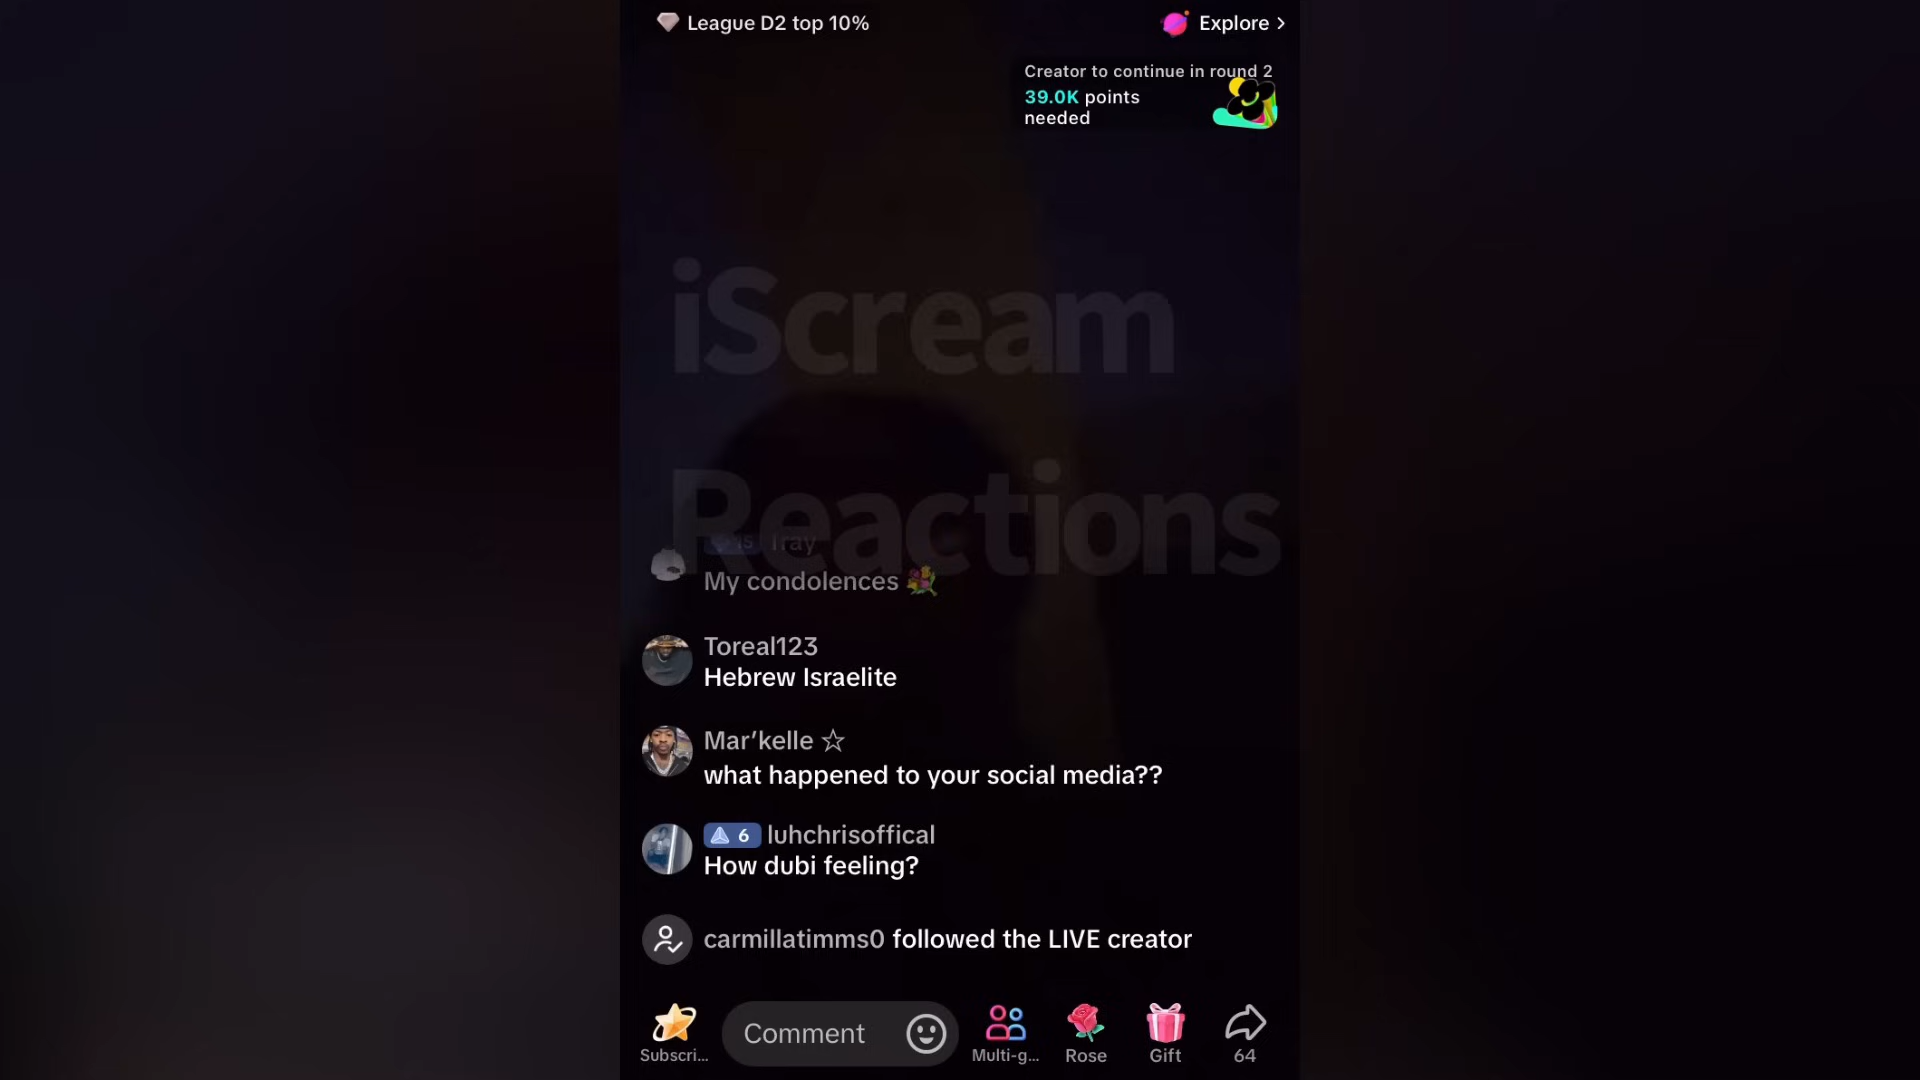 League D2 top 10%
Explore >
Creator to continue in round 2
39.0K points
needed
iScream
Reactions
Tray
My condolences 💐
Toreal123
Hebrew Israelite
Mar’kelle ☆
what happened to your social media??
6 luhchrisoffical
How dubi feeling?
carmillatimms0 followed the LIVE creator
Subscri...
Comment
Multi-g...
Rose
Gift
64